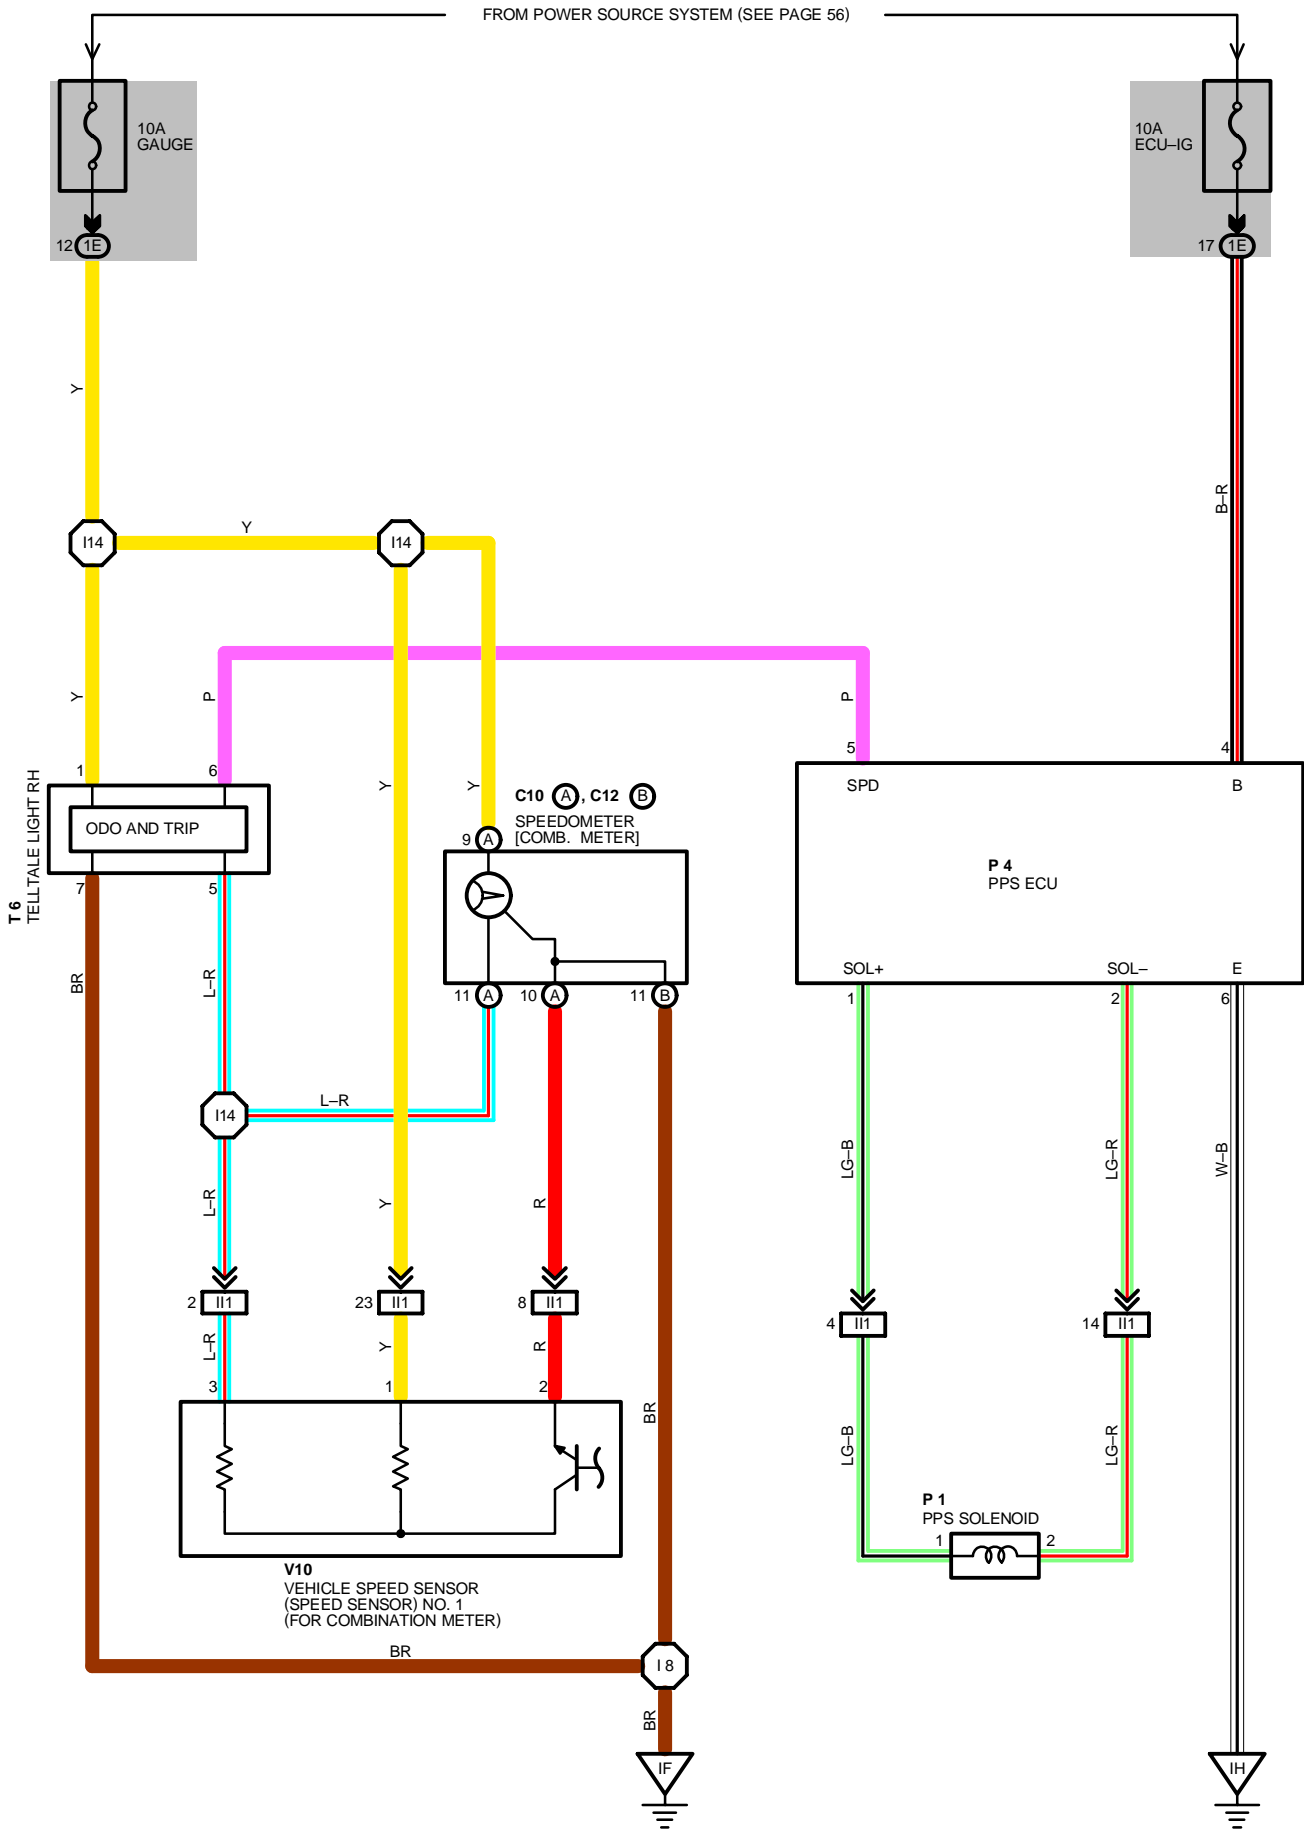 FROM POWER SOURCE SYSTEM (SEE PAGE 56)
10A
GAUGE
10A
ECU–IG
12 1E
17 1E
Y
B–R
I14
Y
I14
Y
P
P
Y
Y
1
6
5
4
T 6
TELLTALE LIGHT RH
ODO AND TRIP
C10 A , C12 B
SPEEDOMETER
[COMB. METER]
9 A
SPD
B
P 4
PPS ECU
7
5
BR
L–R
11 A
10 A
11 B
SOL+
SOL–
E
1
2
6
I14
L–R
L–R
Y
R
LG–B
LG–R
W–B
2 II1
23 II1
8 II1
4 II1
14 II1
L–R
Y
R
3
1
2
BR
LG–B
LG–R
P 1
PPS SOLENOID
1
2
V10
VEHICLE SPEED SENSOR
(SPEED SENSOR) NO. 1
(FOR COMBINATION METER)
BR
I 8
BR
IF
IH